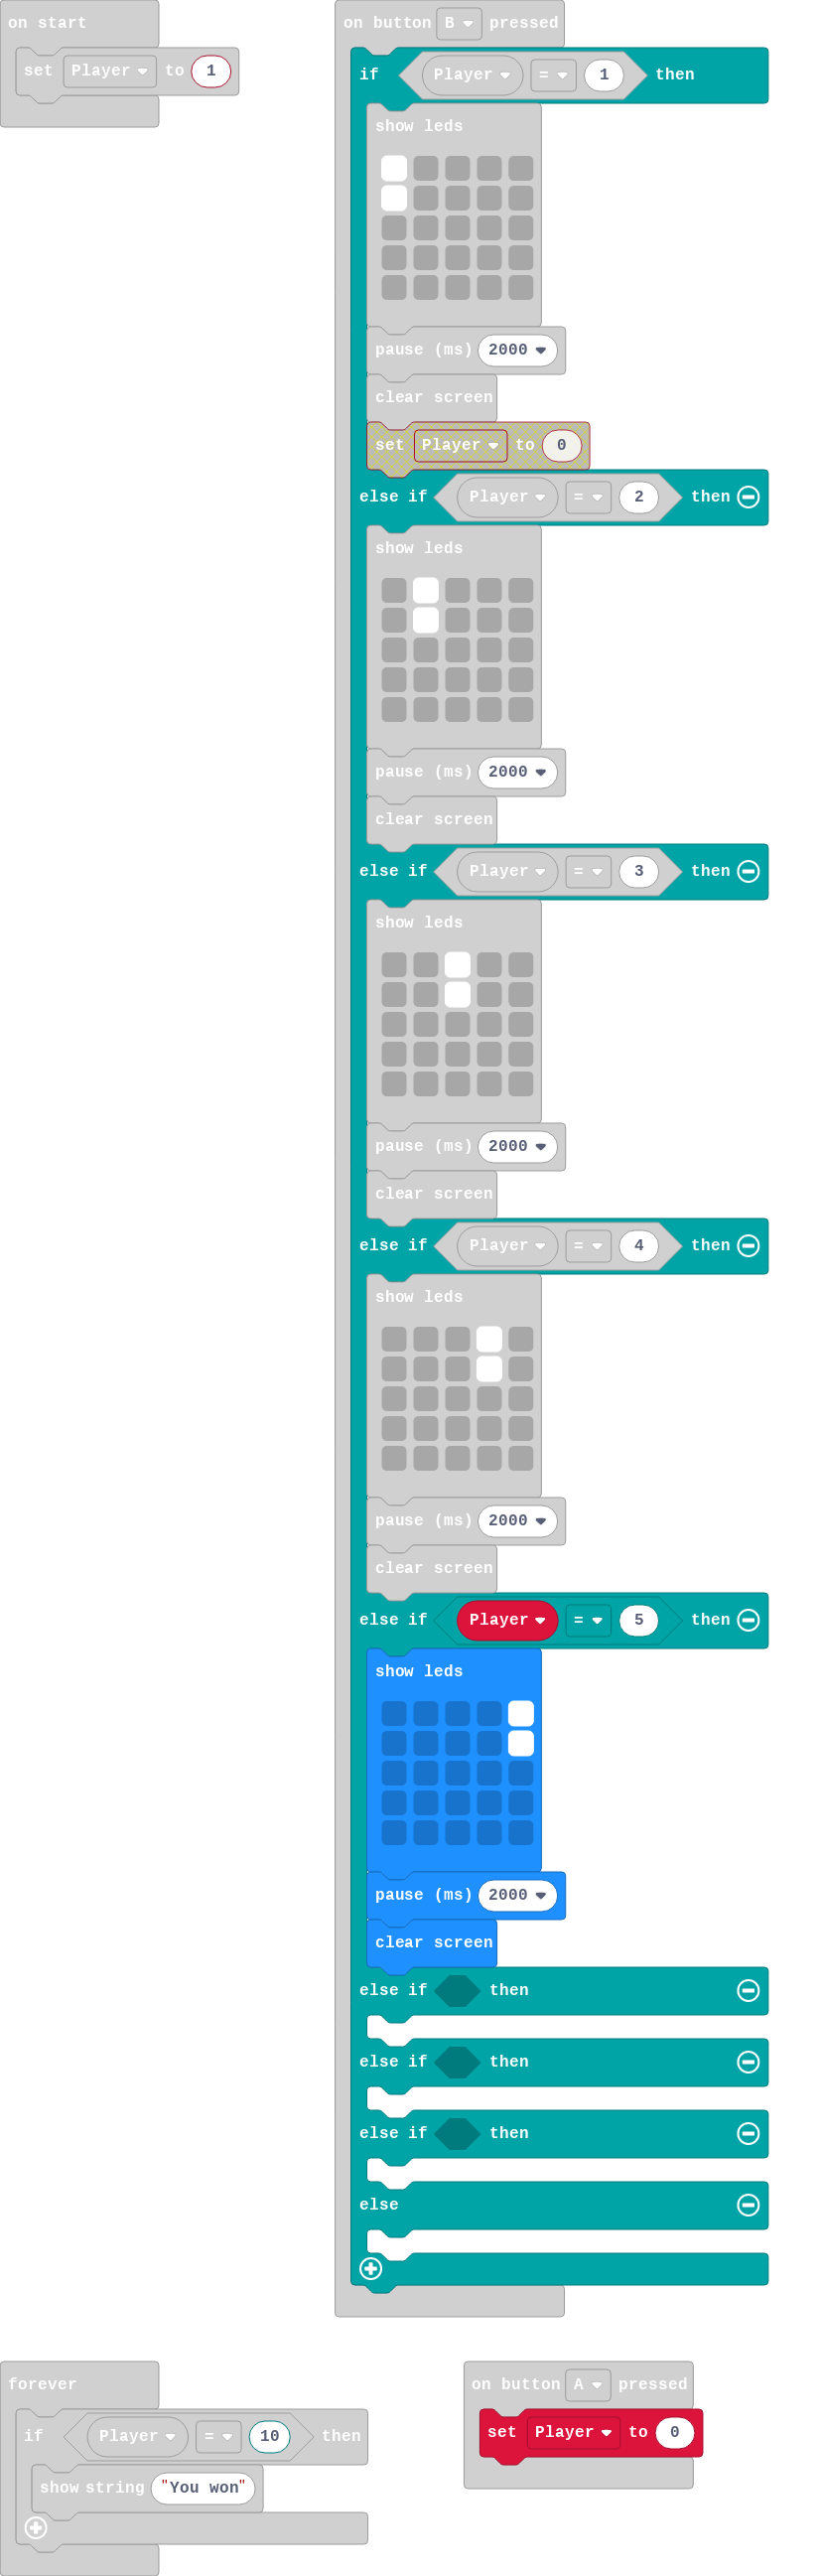 on start
set Player to 1
on button B pressed
if Player = 1 then
show leds
pause (ms) 2000
clear screen
set Player to 0
else if Player = 2 then
show leds
pause (ms) 2000
clear screen
else if Player = 3 then
show leds
pause (ms) 2000
clear screen
else if Player = 4 then
show leds
pause (ms) 2000
clear screen
else if Player = 5 then
show leds
pause (ms) 2000
clear screen
else if then
else if then
else if then
else
forever
if Player = 10 then
show string "You won"
on button A pressed
set Player to 0